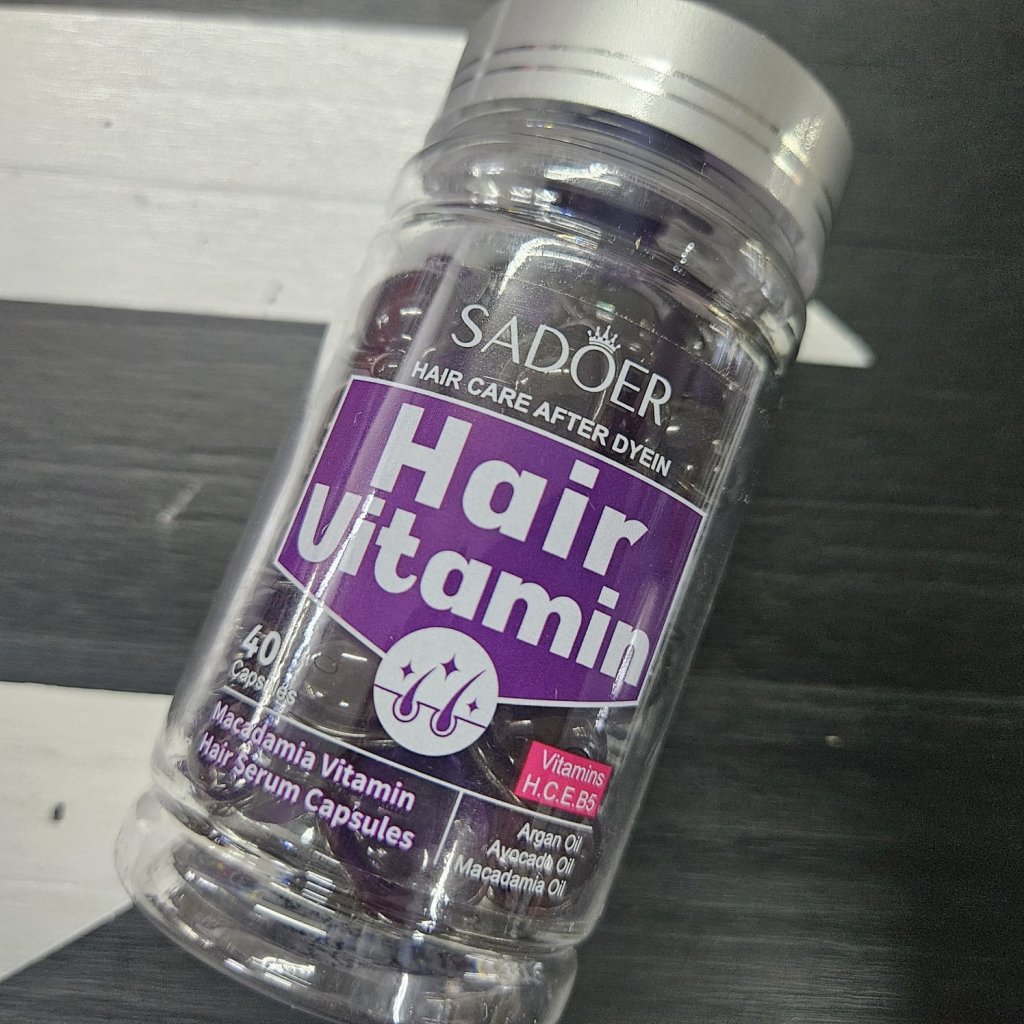 SADOER
HAIR CARE AFTER DYEIN
Hair
Vitamin
40
Capsules
Macadamia Vitamin
Hair Serum Capsules
Vitamins
H.C.E.B5
Argan Oil
Avocado Oil
Macadamia Oil